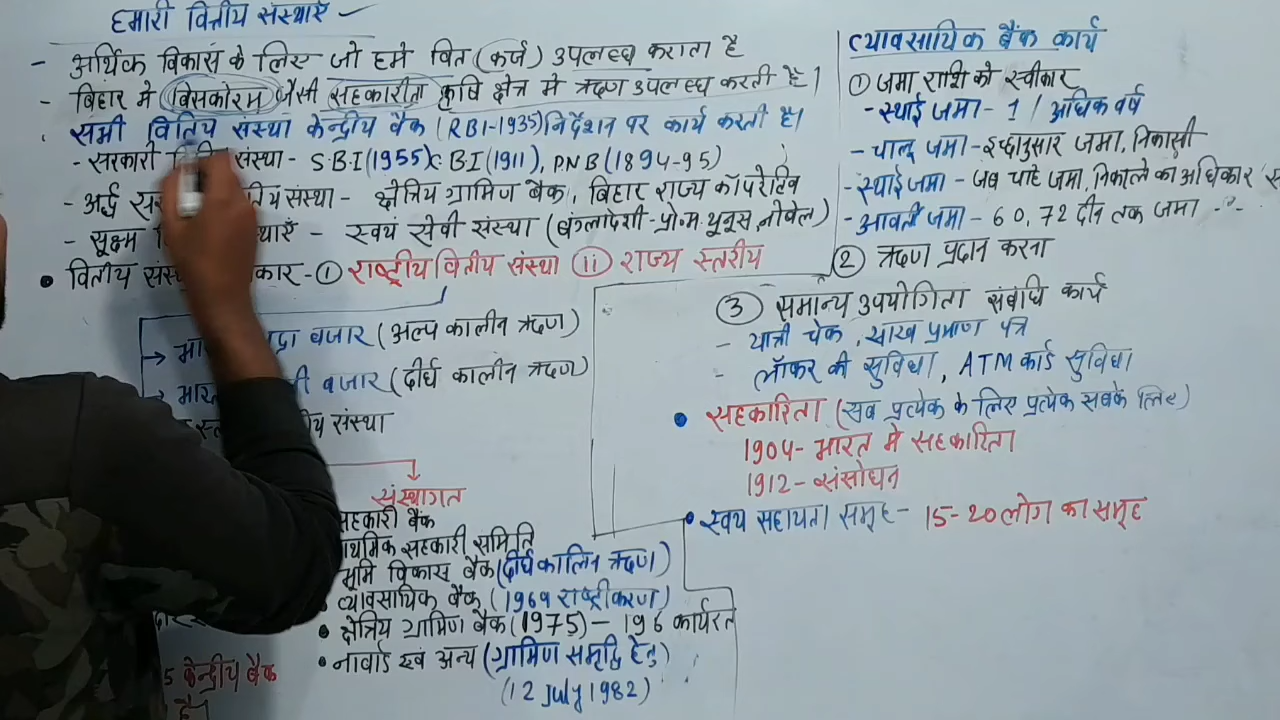 हमारी वित्तीय संस्थाएँ
- आर्थिक विकास के लिए जो हमे वित (कर्ज) उपलब्ध कराता है
- बिहार मे बिसकोराम जैसी सहकारीता कृषि क्षेत्र मे ऋण उपलब्ध करती है।
सभी वित्तिय संस्था केन्द्रीय बैंक (RBI-1935) निर्देशन पर कार्य करती है।
- सरकारी संस्था - SBI(1955) CBI(1911), PNB(1894-95)
- अर्द्ध क्षेत्रिय ग्रामिण बैंक, बिहार राज्य कॉपरेटिव
- सूक्ष्म - स्वयं सेवी संस्था (बंग्लादेशी-प्रो.म युनूस, नोबेल)
• वितीय - ① राष्ट्रीय वितीय संस्था ⅱ राज्य स्तरीय
बजार (अल्प कालीन ऋण)
बजार (दीर्घ कालीन ऋण)
संस्था
संस्थागत
सहकारी बैंक
सहकारी समिति
भूमि विकास बैंक (दीर्घ कालिन ऋण)
• व्यावसायिक बैंक (1969 राष्ट्रीकरण)
• क्षेत्रिय ग्रामिण बैंक (1975) - 196 कार्यरत
• नावार्ड एवं अन्य (ग्रामिण समृद्धि हेतु)
(12 July 1982)
केन्द्रीय बैंक
है।
व्यावसायिक बैंक कार्य
① जमा राशि को स्वीकार
- स्थाई जमा - 1 / अधिक वर्ष
- चालू जमा - इच्छानुसार जमा, निकासी
- स्थाई जमा - जब चाहे जमा, निकालने का अधिकार
- आवर्ती जमा - 60, 72 दीन तक जमा --
② ऋण प्रदान करना
③ समान्य उपयोगिता संबंधि कार्य
- यात्री चेक, साख प्रमाण पत्र
- लॉकर की सुविधा, ATM कार्ड सुविधा
• सहकारिता (सब प्रत्येक के लिए प्रत्येक सबके लिए)
1904 - भारत मे सहकारिता
1912 - संसोधन
• स्वय सहायता समूह - 15-20 लोग का समूह